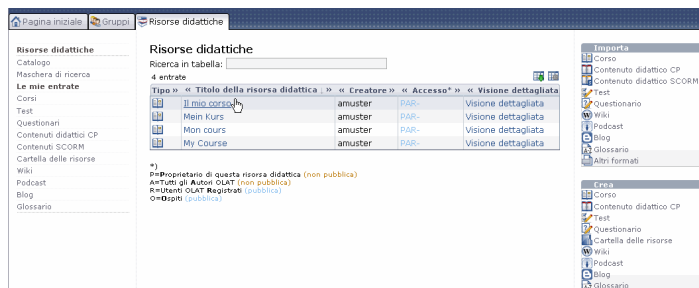 Pagina iniziale Gruppi Risorse didattiche
Risorse didattiche
Catalogo
Maschera di ricerca
Le mie entrate
Corsi
Test
Questionari
Contenuti didattici CP
Contenuti SCORM
Cartella delle risorse
Wiki
Podcast
Blog
Glossario
Risorse didattiche
Ricerca in tabella:
4 entrate
Tipo » « Titolo della risorsa didattica ↓ » « Creatore » « Accesso* » « Visione dettagliata
Il mio corso amuster PAR- Visione dettagliata
Mein Kurs amuster PAR- Visione dettagliata
Mon cours amuster PAR- Visione dettagliata
My Course amuster PAR- Visione dettagliata
*)
P=Proprietario di questa risorsa didattica (non pubblica)
A=Tutti gli Autori OLAT (non pubblica)
R=Utenti OLAT Registrati (pubblica)
O=Ospiti (pubblica)
Importa
Corso
Contenuto didattico CP
Contenuto didattico SCORM
Test
Questionario
Wiki
Podcast
Blog
Glossario
Altri formati
Crea
Corso
Contenuto didattico CP
Test
Questionario
Cartella delle risorse
Wiki
Podcast
Blog
Glossario